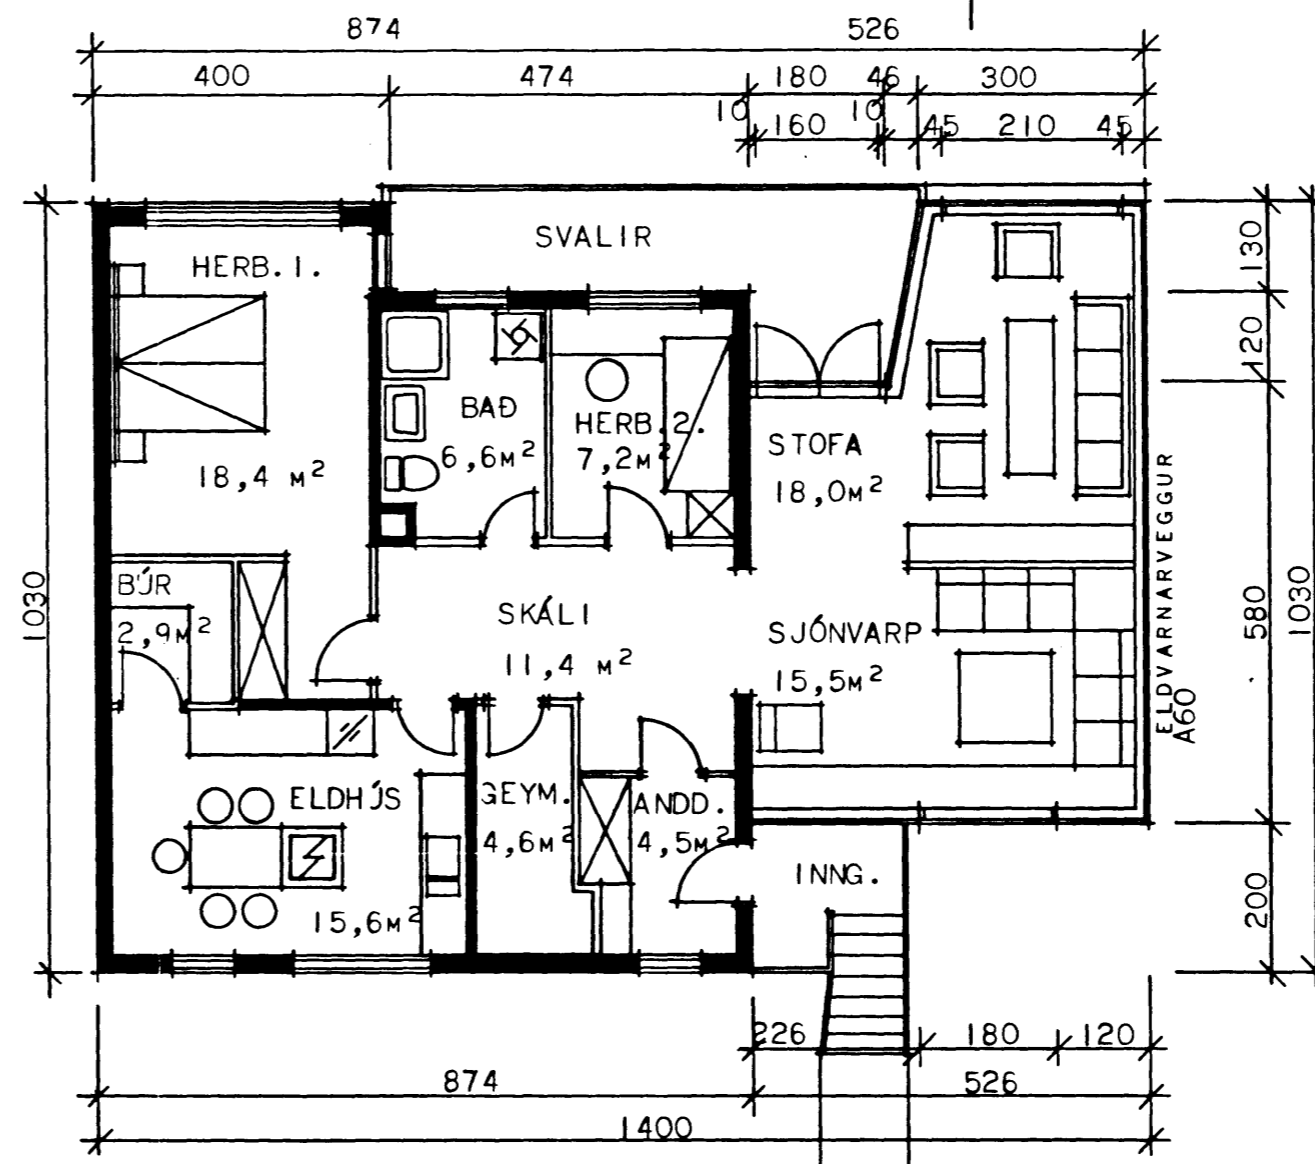 874 526
400 474 180 46 300
10 160 10 45 210 45
SVALIR
HERB. 1.
18,4 M²
BAÐ
6,6M²
HERB. 2.
7,2M²
STOFA
18,0M²
BÚR
2,9M²
SKÁLI
11,4 M²
SJÓNVARP
15,5M²
ELDVARNARVEGGUR
A60
ELDHÚS
15,6M²
GEYM.
4,6M²
ANDD.
4,5M²
INNG.
1030
130
120
580
200
1030
226 180 120
874 526
1400